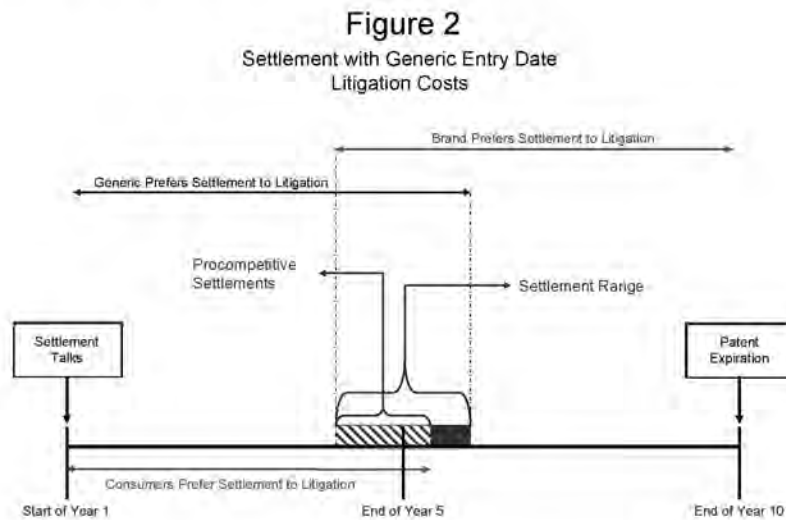 Figure 2
Settlement with Generic Entry Date
Litigation Costs
Brand Prefers Settlement to Litigation
Generic Prefers Settlement to Litigation
Procompetitive
Settlements
Settlement Range
Settlement
Talks
Patent
Expiration
Consumers Prefer Settlement to Litigation
Start of Year 1
End of Year 5
End of Year 10